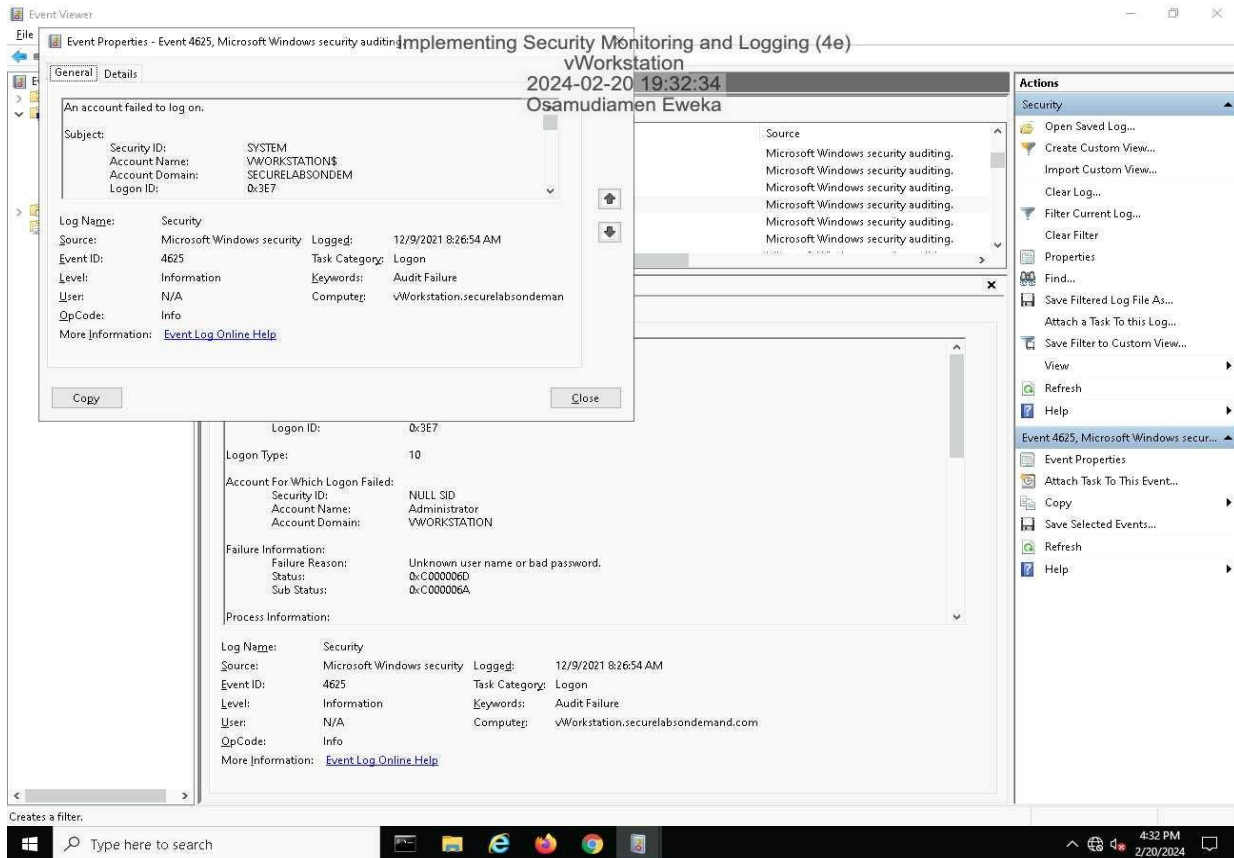 Event Viewer
File
Event Properties - Event 4625, Microsoft Windows security auditing.
Implementing Security Monitoring and Logging (4e)
vWorkstation
2024-02-20 19:32:34
Osamudiamen Eweka
General Details
An account failed to log on.
Subject:
Security ID: SYSTEM
Account Name: VWORKSTATION$
Account Domain: SECURELABSONDEM
Logon ID: 0x3E7
Log Name: Security
Source: Microsoft Windows security Logged: 12/9/2021 8:26:54 AM
Event ID: 4625 Task Category: Logon
Level: Information Keywords: Audit Failure
User: N/A Computer: vWorkstation.securelabsondeman
OpCode: Info
More Information: Event Log Online Help
Copy Close
Source
Microsoft Windows security auditing.
Microsoft Windows security auditing.
Microsoft Windows security auditing.
Microsoft Windows security auditing.
Microsoft Windows security auditing.
Microsoft Windows security auditing.
Logon ID: 0x3E7
Logon Type: 10
Account For Which Logon Failed:
Security ID: NULL SID
Account Name: Administrator
Account Domain: VWORKSTATION
Failure Information:
Failure Reason: Unknown user name or bad password.
Status: 0xC000006D
Sub Status: 0xC000006A
Process Information:
Log Name: Security
Source: Microsoft Windows security Logged: 12/9/2021 8:26:54 AM
Event ID: 4625 Task Category: Logon
Level: Information Keywords: Audit Failure
User: N/A Computer: vWorkstation.securelabsondemand.com
OpCode: Info
More Information: Event Log Online Help
Actions
Security
Open Saved Log...
Create Custom View...
Import Custom View...
Clear Log...
Filter Current Log...
Clear Filter
Properties
Find...
Save Filtered Log File As...
Attach a Task To this Log...
Save Filter to Custom View...
View
Refresh
Help
Event 4625, Microsoft Windows secur...
Event Properties
Attach Task To This Event...
Copy
Save Selected Events...
Refresh
Help
Creates a filter.
Type here to search
4:32 PM
2/20/2024